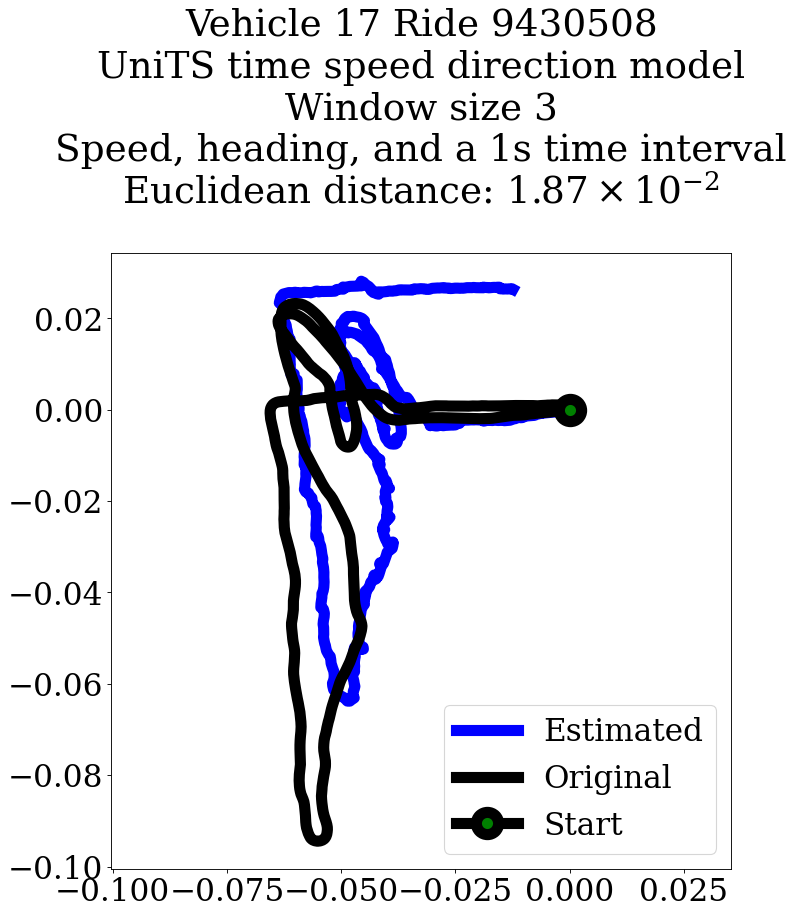 Vehicle 17 Ride 9430508
UniTS time speed direction model
Window size 3
Speed, heading, and a 1s time interval
Euclidean distance: 1.87 × 10⁻²
0.02
0.00
−0.02
−0.04
−0.06
−0.08
−0.10
Estimated
Original
Start
−0.100 −0.075 −0.050 −0.025 0.000 0.025